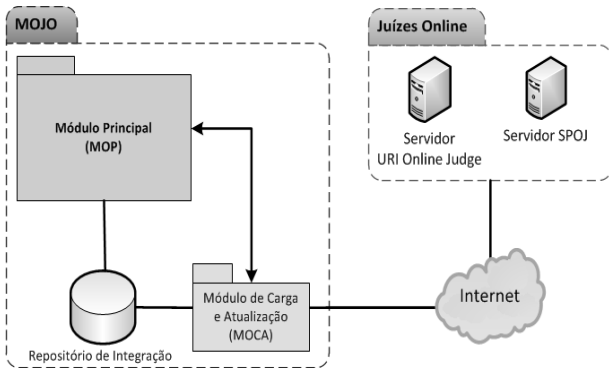 MOJO
Módulo Principal
(MOP)
Repositório de Integração
Módulo de Carga
e Atualização
(MOCA)
Juízes Online
Servidor
URI Online Judge
Servidor SPOJ
Internet